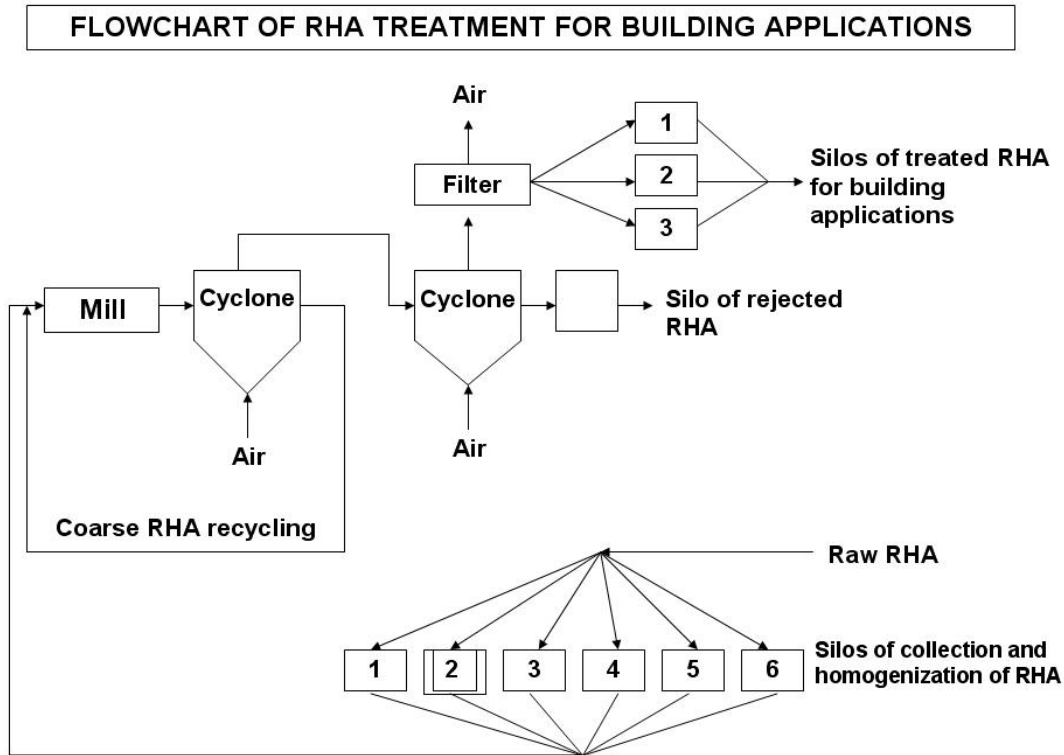 FLOWCHART OF RHA TREATMENT FOR BUILDING APPLICATIONS
Air
1
2
3
Silos of treated RHA
for building
applications
Filter
Mill
Cyclone
Cyclone
Silo of rejected
RHA
Air
Air
Coarse RHA recycling
Raw RHA
1
2
3
4
5
6
Silos of collection and
homogenization of RHA